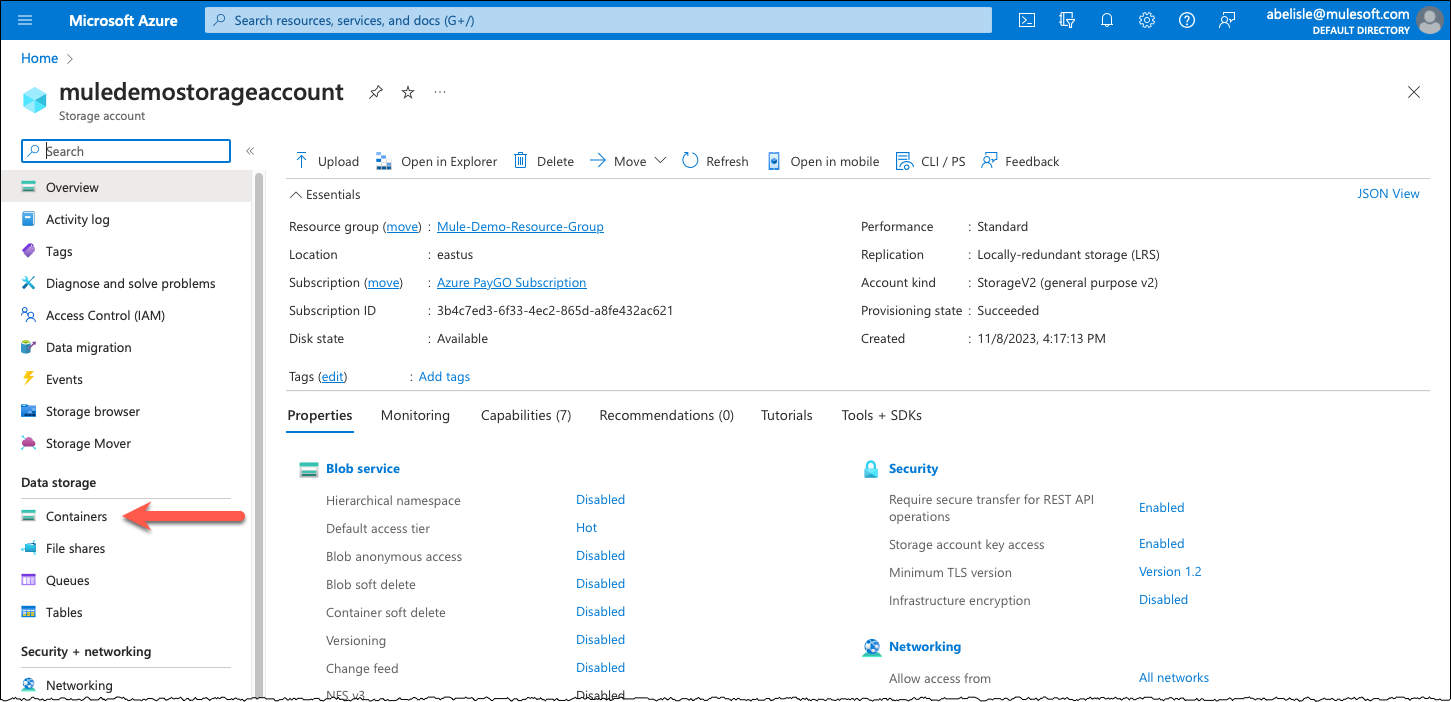 Microsoft Azure
Search resources, services, and docs (G+/)
abelisle@mulesoft.com
DEFAULT DIRECTORY
Home
muledemostorageaccount
Storage account
Search
Overview
Activity log
Tags
Diagnose and solve problems
Access Control (IAM)
Data migration
Events
Storage browser
Storage Mover
Data storage
Containers
File shares
Queues
Tables
Security + networking
Networking
Upload Open in Explorer Delete Move Refresh Open in mobile CLI / PS Feedback
Essentials JSON View
Resource group (move) : Mule-Demo-Resource-Group
Location : eastus
Subscription (move) : Azure PayGO Subscription
Subscription ID : 3b4c7ed3-6f33-4ec2-865d-a8fe432ac621
Disk state : Available
Performance : Standard
Replication : Locally-redundant storage (LRS)
Account kind : StorageV2 (general purpose v2)
Provisioning state : Succeeded
Created : 11/8/2023, 4:17:13 PM
Tags (edit) : Add tags
Properties Monitoring Capabilities (7) Recommendations (0) Tutorials Tools + SDKs
Blob service
Hierarchical namespace Disabled
Default access tier Hot
Blob anonymous access Disabled
Blob soft delete Disabled
Container soft delete Disabled
Versioning Disabled
Change feed Disabled
NFS v3 Disabled
Security
Require secure transfer for REST API
operations Enabled
Storage account key access Enabled
Minimum TLS version Version 1.2
Infrastructure encryption Disabled
Networking
Allow access from All networks